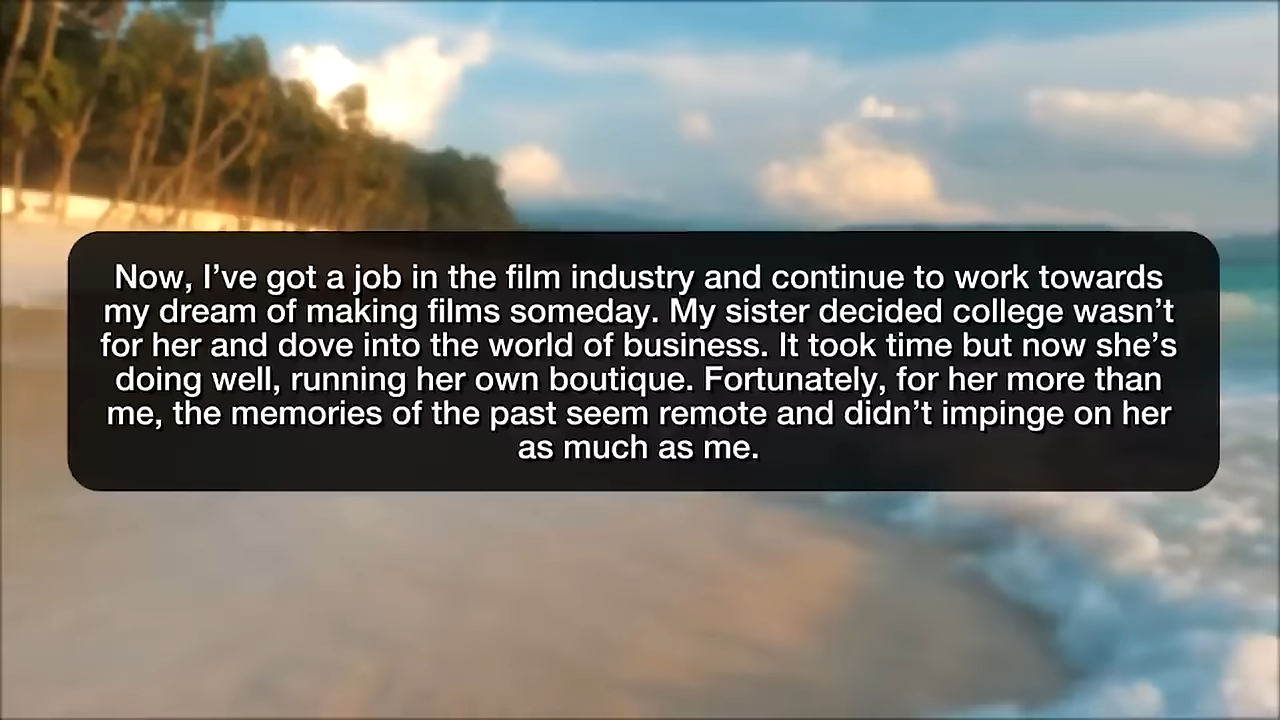 Now, I’ve got a job in the film industry and continue to work towards
my dream of making films someday. My sister decided college wasn’t
for her and dove into the world of business. It took time but now she’s
doing well, running her own boutique. Fortunately, for her more than
me, the memories of the past seem remote and didn’t impinge on her
as much as me.